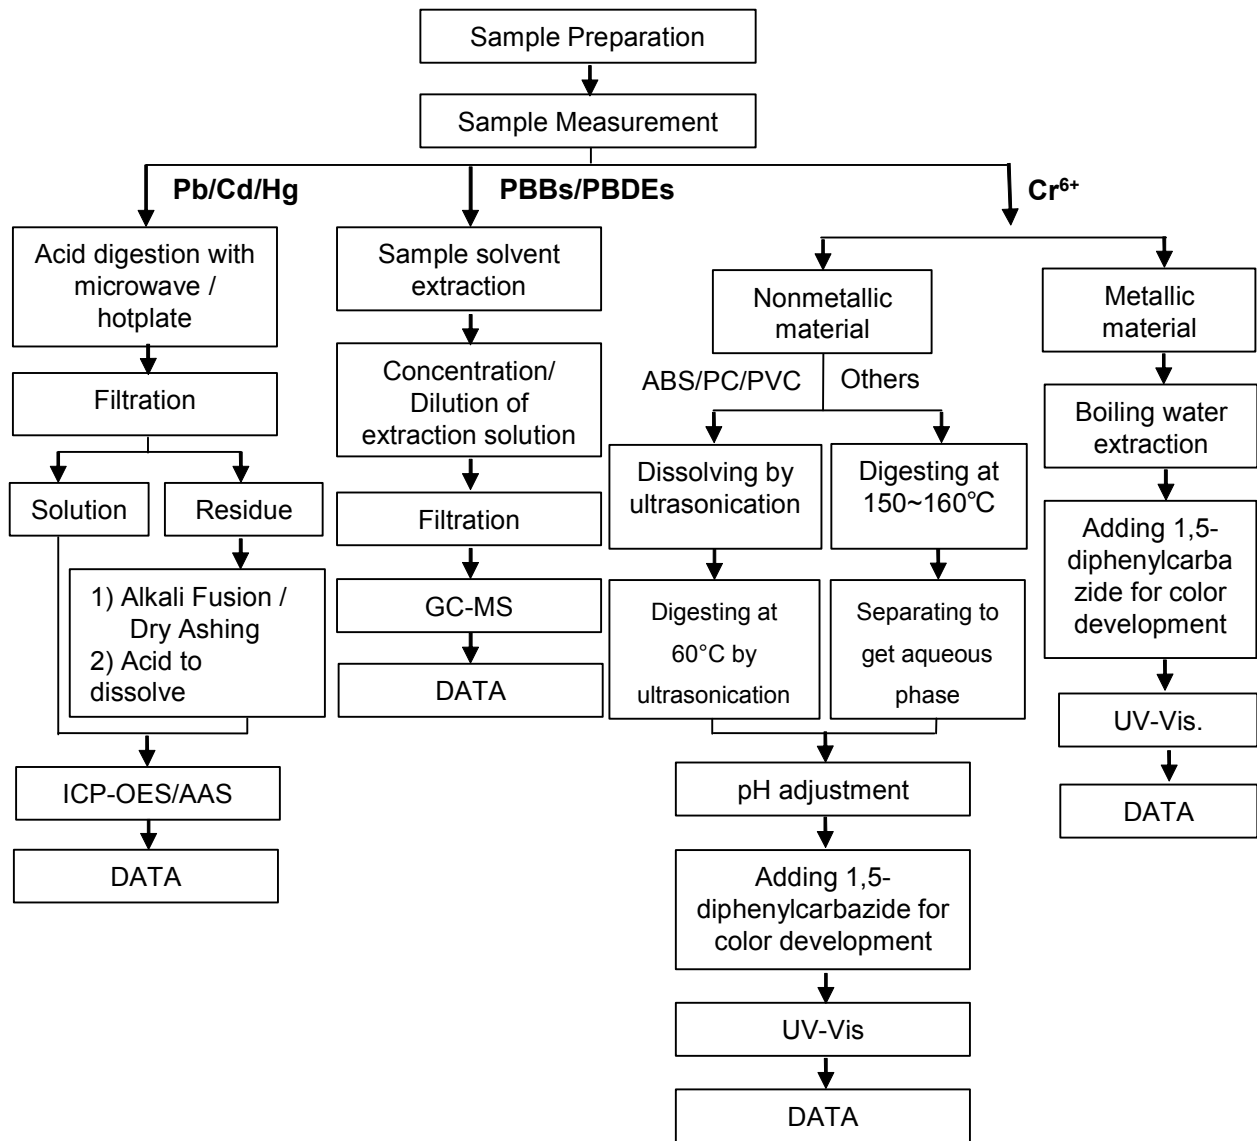 Sample Preparation
Sample Measurement
Pb/Cd/Hg
PBBs/PBDEs
Cr⁶⁺
Acid digestion with
microwave /
hotplate
Filtration
Solution
Residue
1) Alkali Fusion /
Dry Ashing
2) Acid to
dissolve
ICP-OES/AAS
DATA
Sample solvent
extraction
Concentration/
Dilution of
extraction solution
Filtration
GC-MS
DATA
Nonmetallic
material
ABS/PC/PVC
Others
Dissolving by
ultrasonication
Digesting at
60°C by
ultrasonication
Digesting at
150~160℃
Separating to
get aqueous
phase
pH adjustment
Adding 1,5-
diphenylcarbazide for
color development
UV-Vis
DATA
Metallic
material
Boiling water
extraction
Adding 1,5-
diphenylcarba
zide for color
development
UV-Vis.
DATA